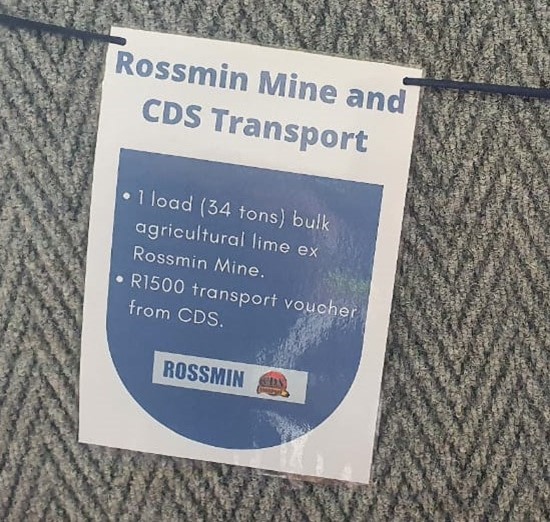 Rossmin Mine and
CDS Transport
• 1 load (34 tons) bulk
agricultural lime ex
Rossmin Mine.
• R1500 transport voucher
from CDS.
ROSSMIN CDS